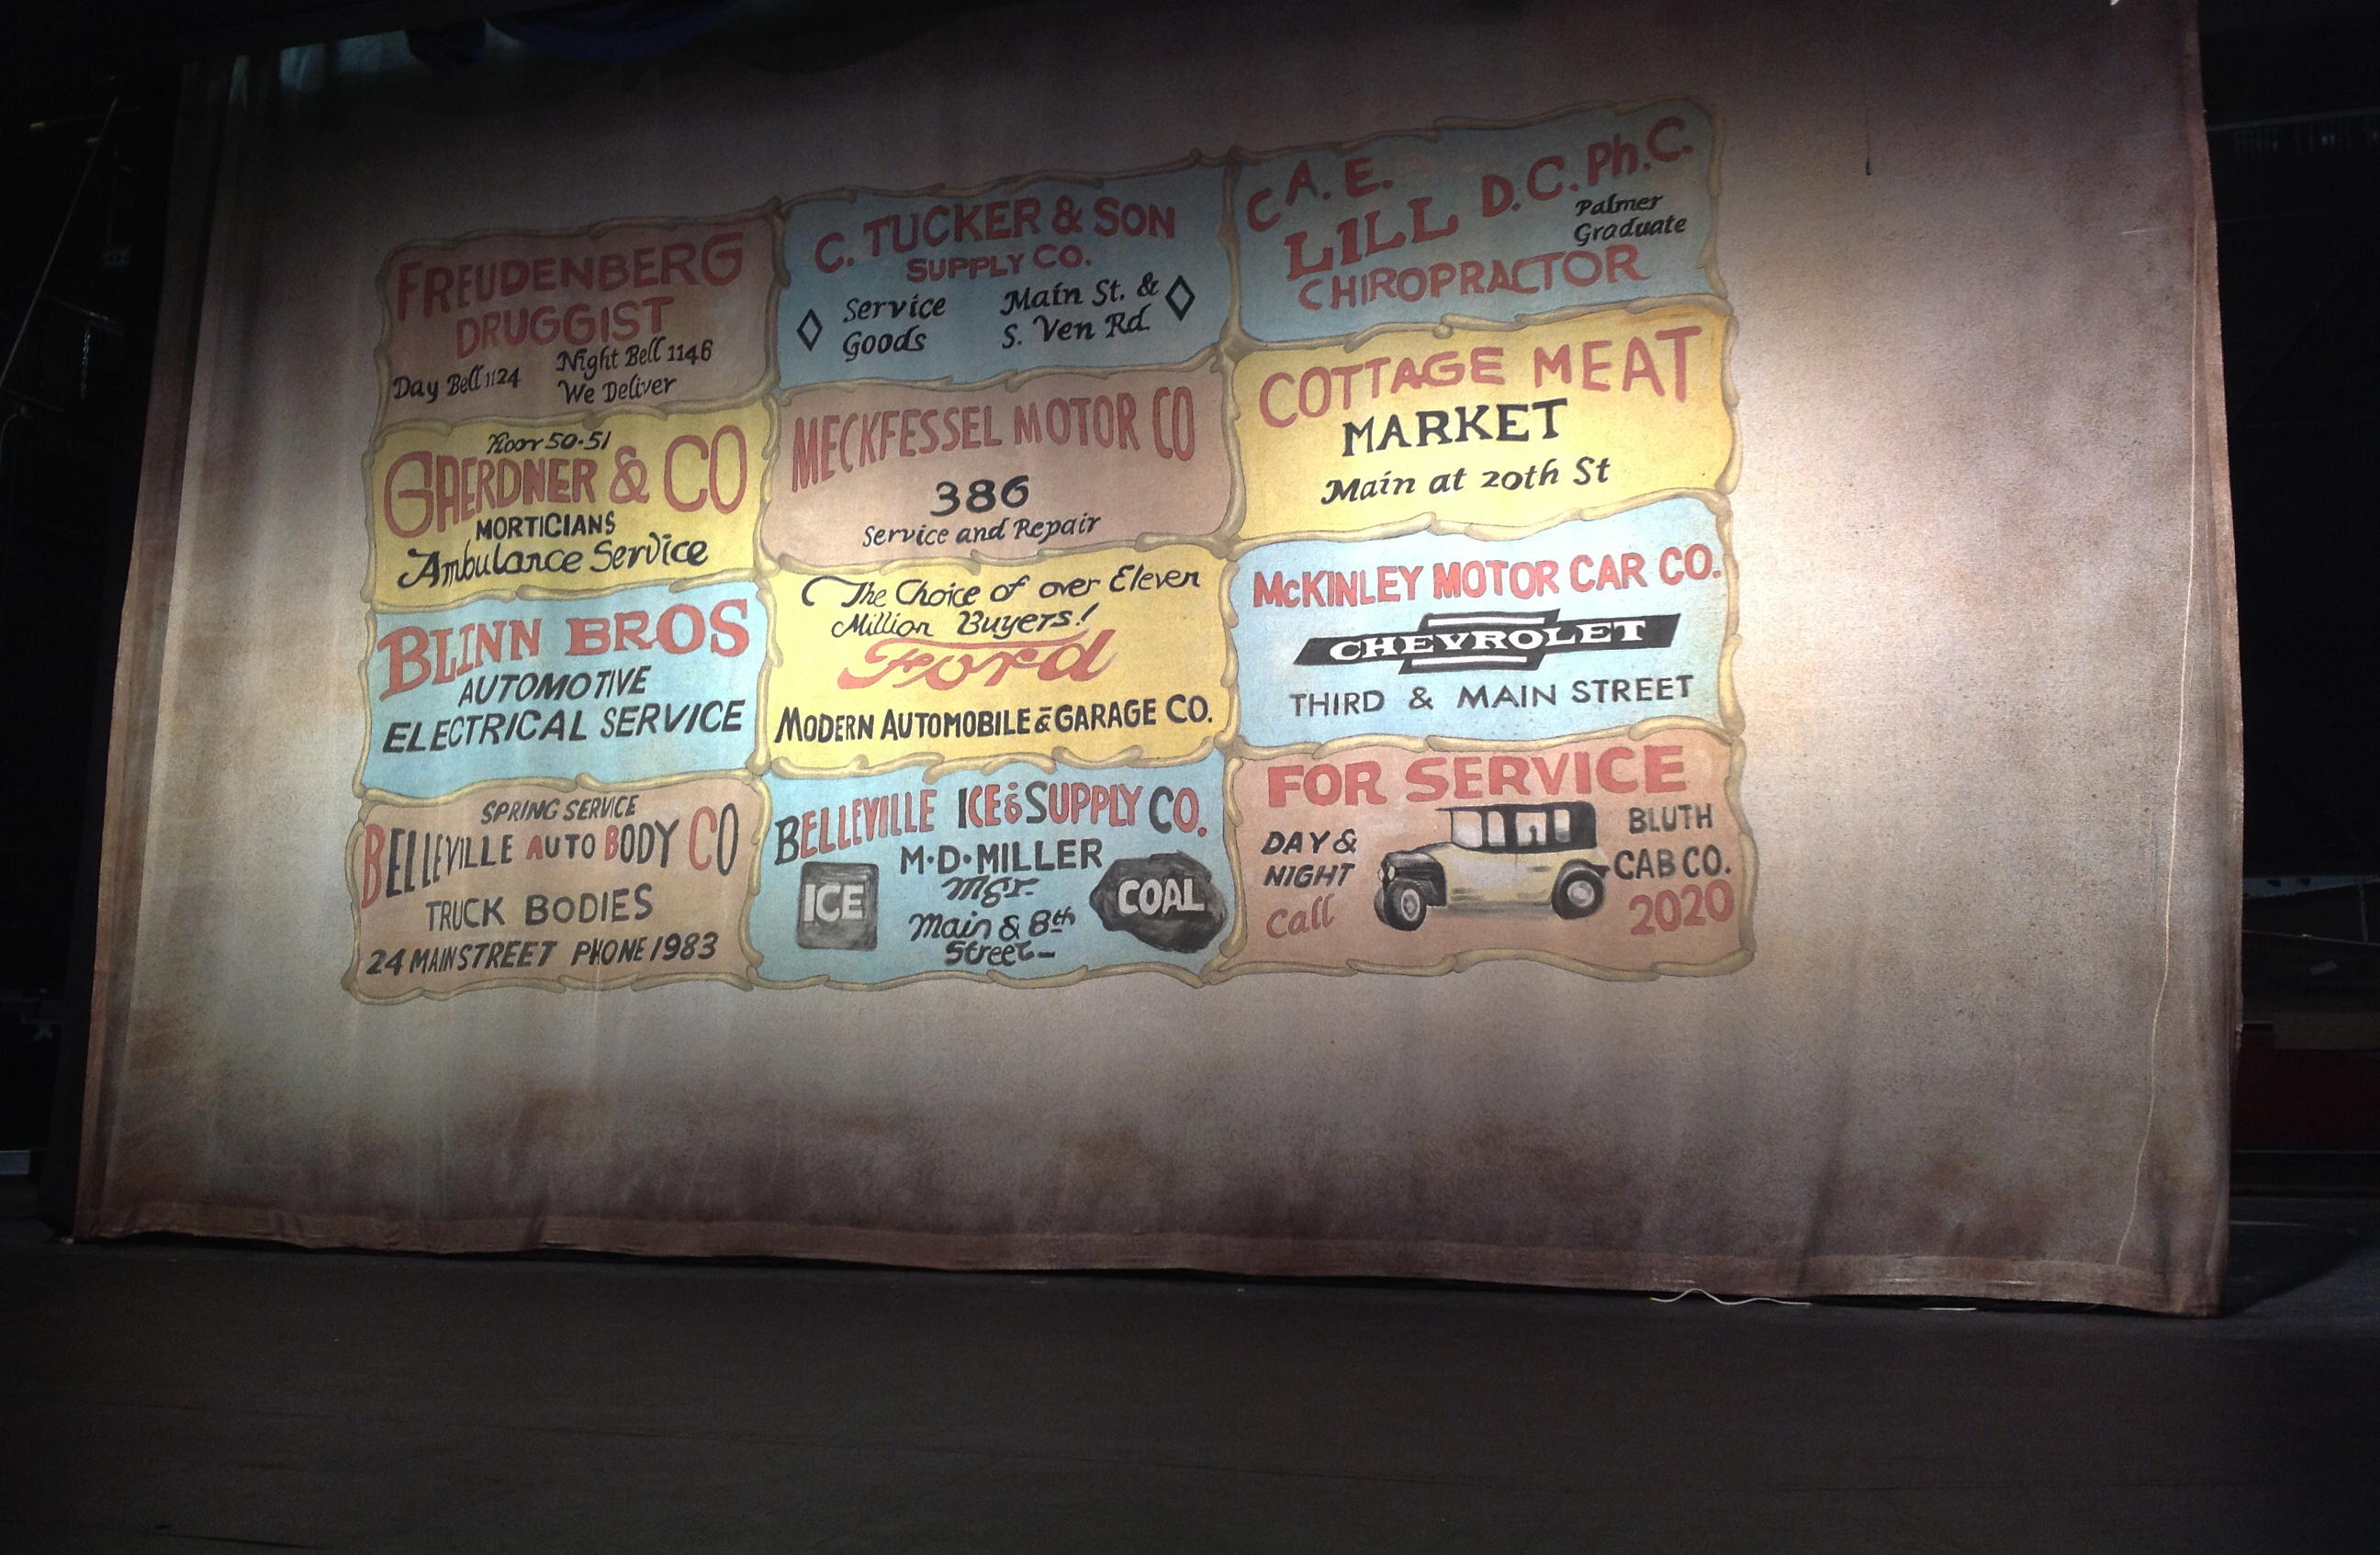 FREUDENBERG
DRUGGIST
Day Bell 1124
Night Bell 1146
We Deliver
C. TUCKER & SON
SUPPLY CO.
Service
Goods
Main St. &
S. Ven Rd.
C A. E.
LILL D.C. Ph.C.
Palmer
Graduate
CHIROPRACTOR
50-51
GAERDNER & CO
MORTICIANS
Ambulance Service
MECKFESSEL MOTOR CO
386
Service and Repair
COTTAGE MEAT
MARKET
Main at 20th St
BLINN BROS
AUTOMOTIVE
ELECTRICAL SERVICE
The Choice of over Eleven
Million Buyers!
Ford
MODERN AUTOMOBILE & GARAGE CO.
McKINLEY MOTOR CAR CO.
CHEVROLET
THIRD & MAIN STREET
SPRING SERVICE
BELLEVILLE AUTO BODY CO
TRUCK BODIES
24 MAIN STREET PHONE 1983
BELLEVILLE ICE & SUPPLY CO.
M·D·MILLER
Mgr.
ICE
COAL
Main & 8th
Street
FOR SERVICE
DAY &
NIGHT
Call
BLUTH
CAB CO.
2020